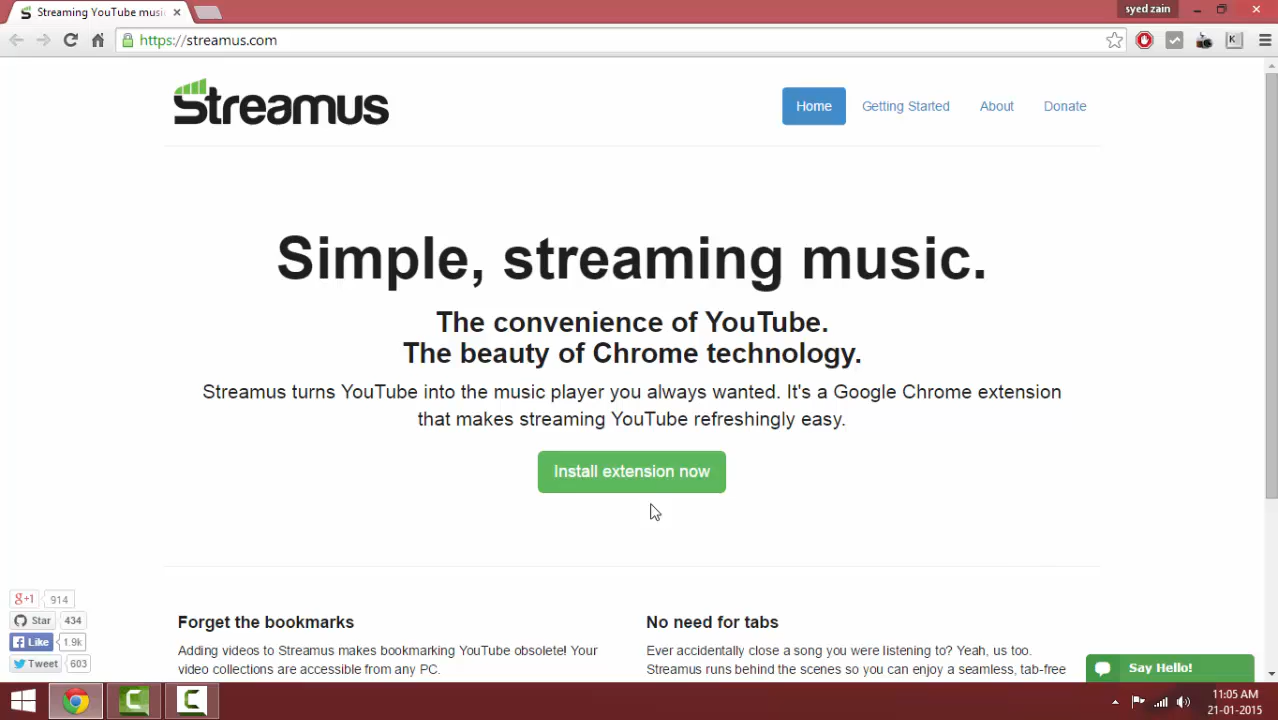 Streaming YouTube musi
syed zain
https://streamus.com
Streamus
Home
Getting Started
About
Donate
Simple, streaming music.
The convenience of YouTube.
The beauty of Chrome technology.
Streamus turns YouTube into the music player you always wanted. It's a Google Chrome extension
that makes streaming YouTube refreshingly easy.
Install extension now
g+1 914
Star 434
Like 1.9k
Tweet 603
Forget the bookmarks
Adding videos to Streamus makes bookmarking YouTube obsolete! Your
video collections are accessible from any PC.
No need for tabs
Ever accidentally close a song you were listening to? Yeah, us too.
Streamus runs behind the scenes so you can enjoy a seamless, tab-free
Say Hello!
11:05 AM
21-01-2015